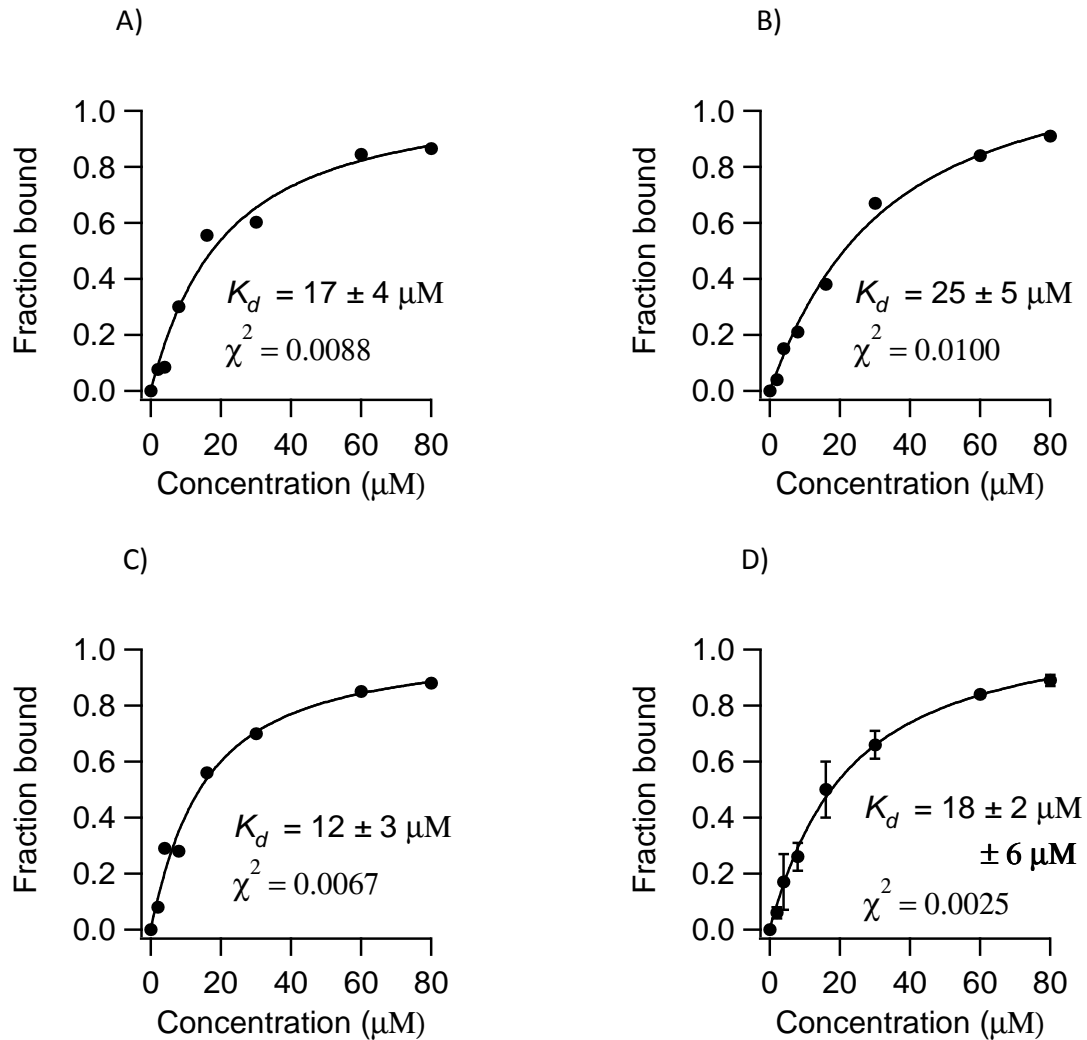 A)
Fraction bound
1.0
0.8
0.6
0.4
0.2
0.0
K_d = 17 ± 4 μM
χ² = 0.0088
0 20 40 60 80
Concentration (μM)
B)
Fraction bound
1.0
0.8
0.6
0.4
0.2
0.0
K_d = 25 ± 5 μM
χ² = 0.0100
0 20 40 60 80
Concentration (μM)
C)
Fraction bound
1.0
0.8
0.6
0.4
0.2
0.0
K_d = 12 ± 3 μM
χ² = 0.0067
0 20 40 60 80
Concentration (μM)
D)
Fraction bound
1.0
0.8
0.6
0.4
0.2
0.0
K_d = 18 ± 2 μM
± 6 μM
χ² = 0.0025
0 20 40 60 80
Concentration (μM)